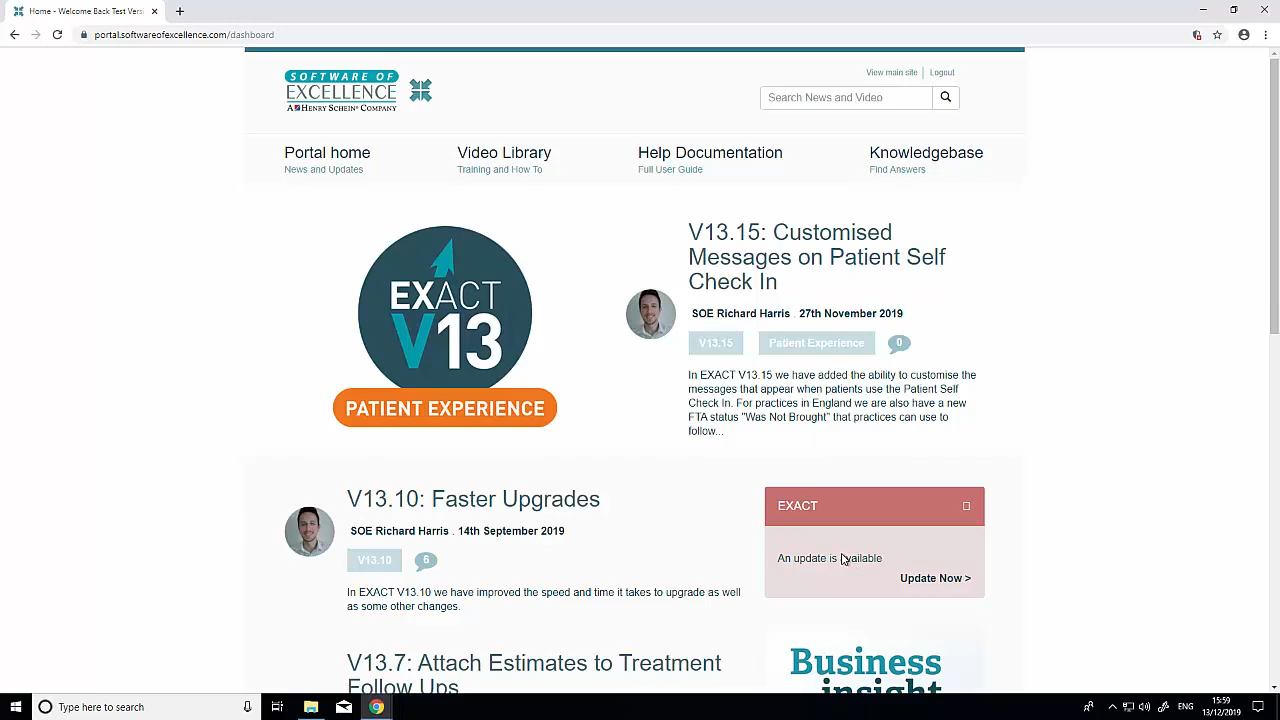 Home - Welcome Back Test Versi
portal.softwareofexcellence.com/dashboard
SOFTWARE OF
EXCELLENCE
A HENRY SCHEIN® COMPANY
View main site
Logout
Search News and Video
Portal home
News and Updates
Video Library
Training and How To
Help Documentation
Full User Guide
Knowledgebase
Find Answers
EXACT
V13
PATIENT EXPERIENCE
V13.15: Customised
Messages on Patient Self
Check In
SOE Richard Harris . 27th November 2019
V13.15
Patient Experience
0
In EXACT V13.15 we have added the ability to customise the
messages that appear when patients use the Patient Self
Check In. For practices in England we are also have a new
FTA status "Was Not Brought" that practices can use to
follow...
V13.10: Faster Upgrades
SOE Richard Harris . 14th September 2019
V13.10
6
In EXACT V13.10 we have improved the speed and time it takes to upgrade as well
as some other changes.
EXACT
An update is available
Update Now >
V13.7: Attach Estimates to Treatment
Follow Ups
Business
insight
Type here to search
ENG
15:59
13/12/2019